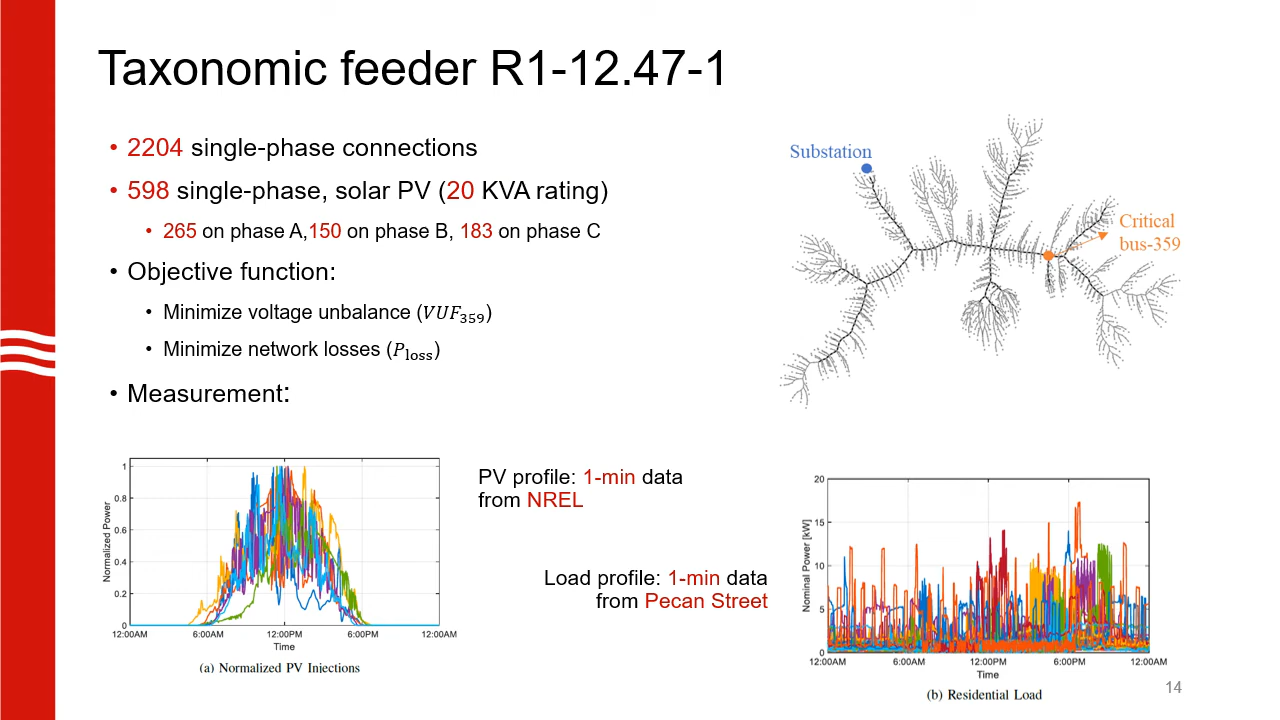 Taxonomic feeder R1-12.47-1
• 2204 single-phase connections
• 598 single-phase, solar PV (20 KVA rating)
• 265 on phase A,150 on phase B, 183 on phase C
• Objective function:
• Minimize voltage unbalance (𝑉𝑈𝐹₃₅₉)
• Minimize network losses (𝑃ₗₒₛₛ)
• Measurement:
Substation
Critical
bus-359
Normalized Power
1
0.8
0.6
0.4
0.2
0
12:00AM 6:00AM 12:00PM 6:00PM 12:00AM
Time
(a) Normalized PV Injections
PV profile: 1-min data
from NREL
Load profile: 1-min data
from Pecan Street
Nominal Power [kW]
20
15
10
5
0
12:00AM 6:00AM 12:00PM 6:00PM 12:00AM
Time
(b) Residential Load
14